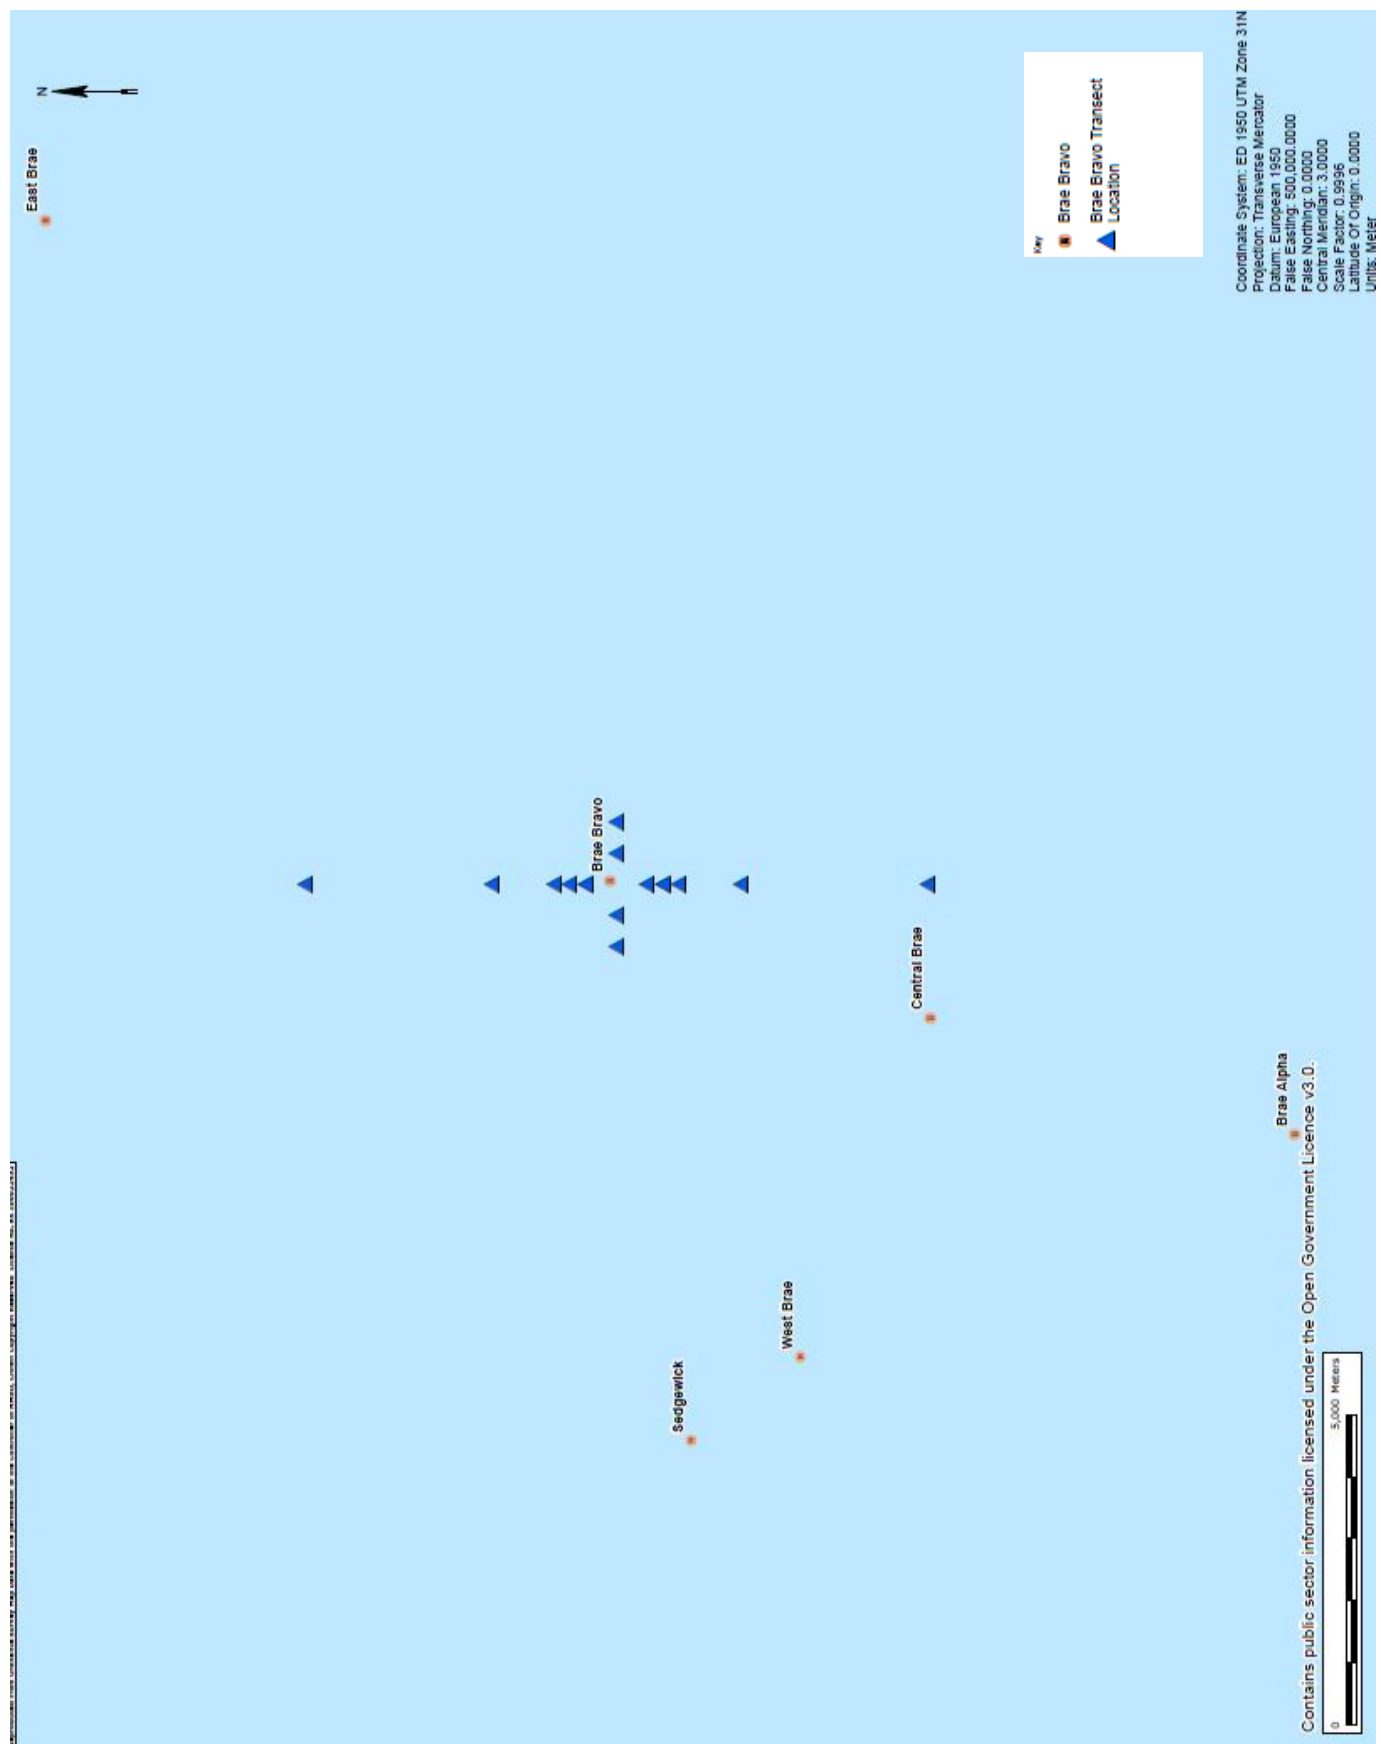 N
East Brae
Key
Brae Bravo
Brae Bravo Transect
Location
Coordinate System: ED 1950 UTM Zone 31N
Projection: Transverse Mercator
Datum: European 1950
False Easting: 500,000.0000
False Northing: 0.0000
Central Meridian: 3.0000
Scale Factor: 0.9996
Latitude Of Origin: 0.0000
Units: Meter
Brae Bravo
Central Brae
Brae Alpha
West Brae
Sedgewick
Contains public sector information licensed under the Open Government Licence v3.0.
0
5,000 Meters